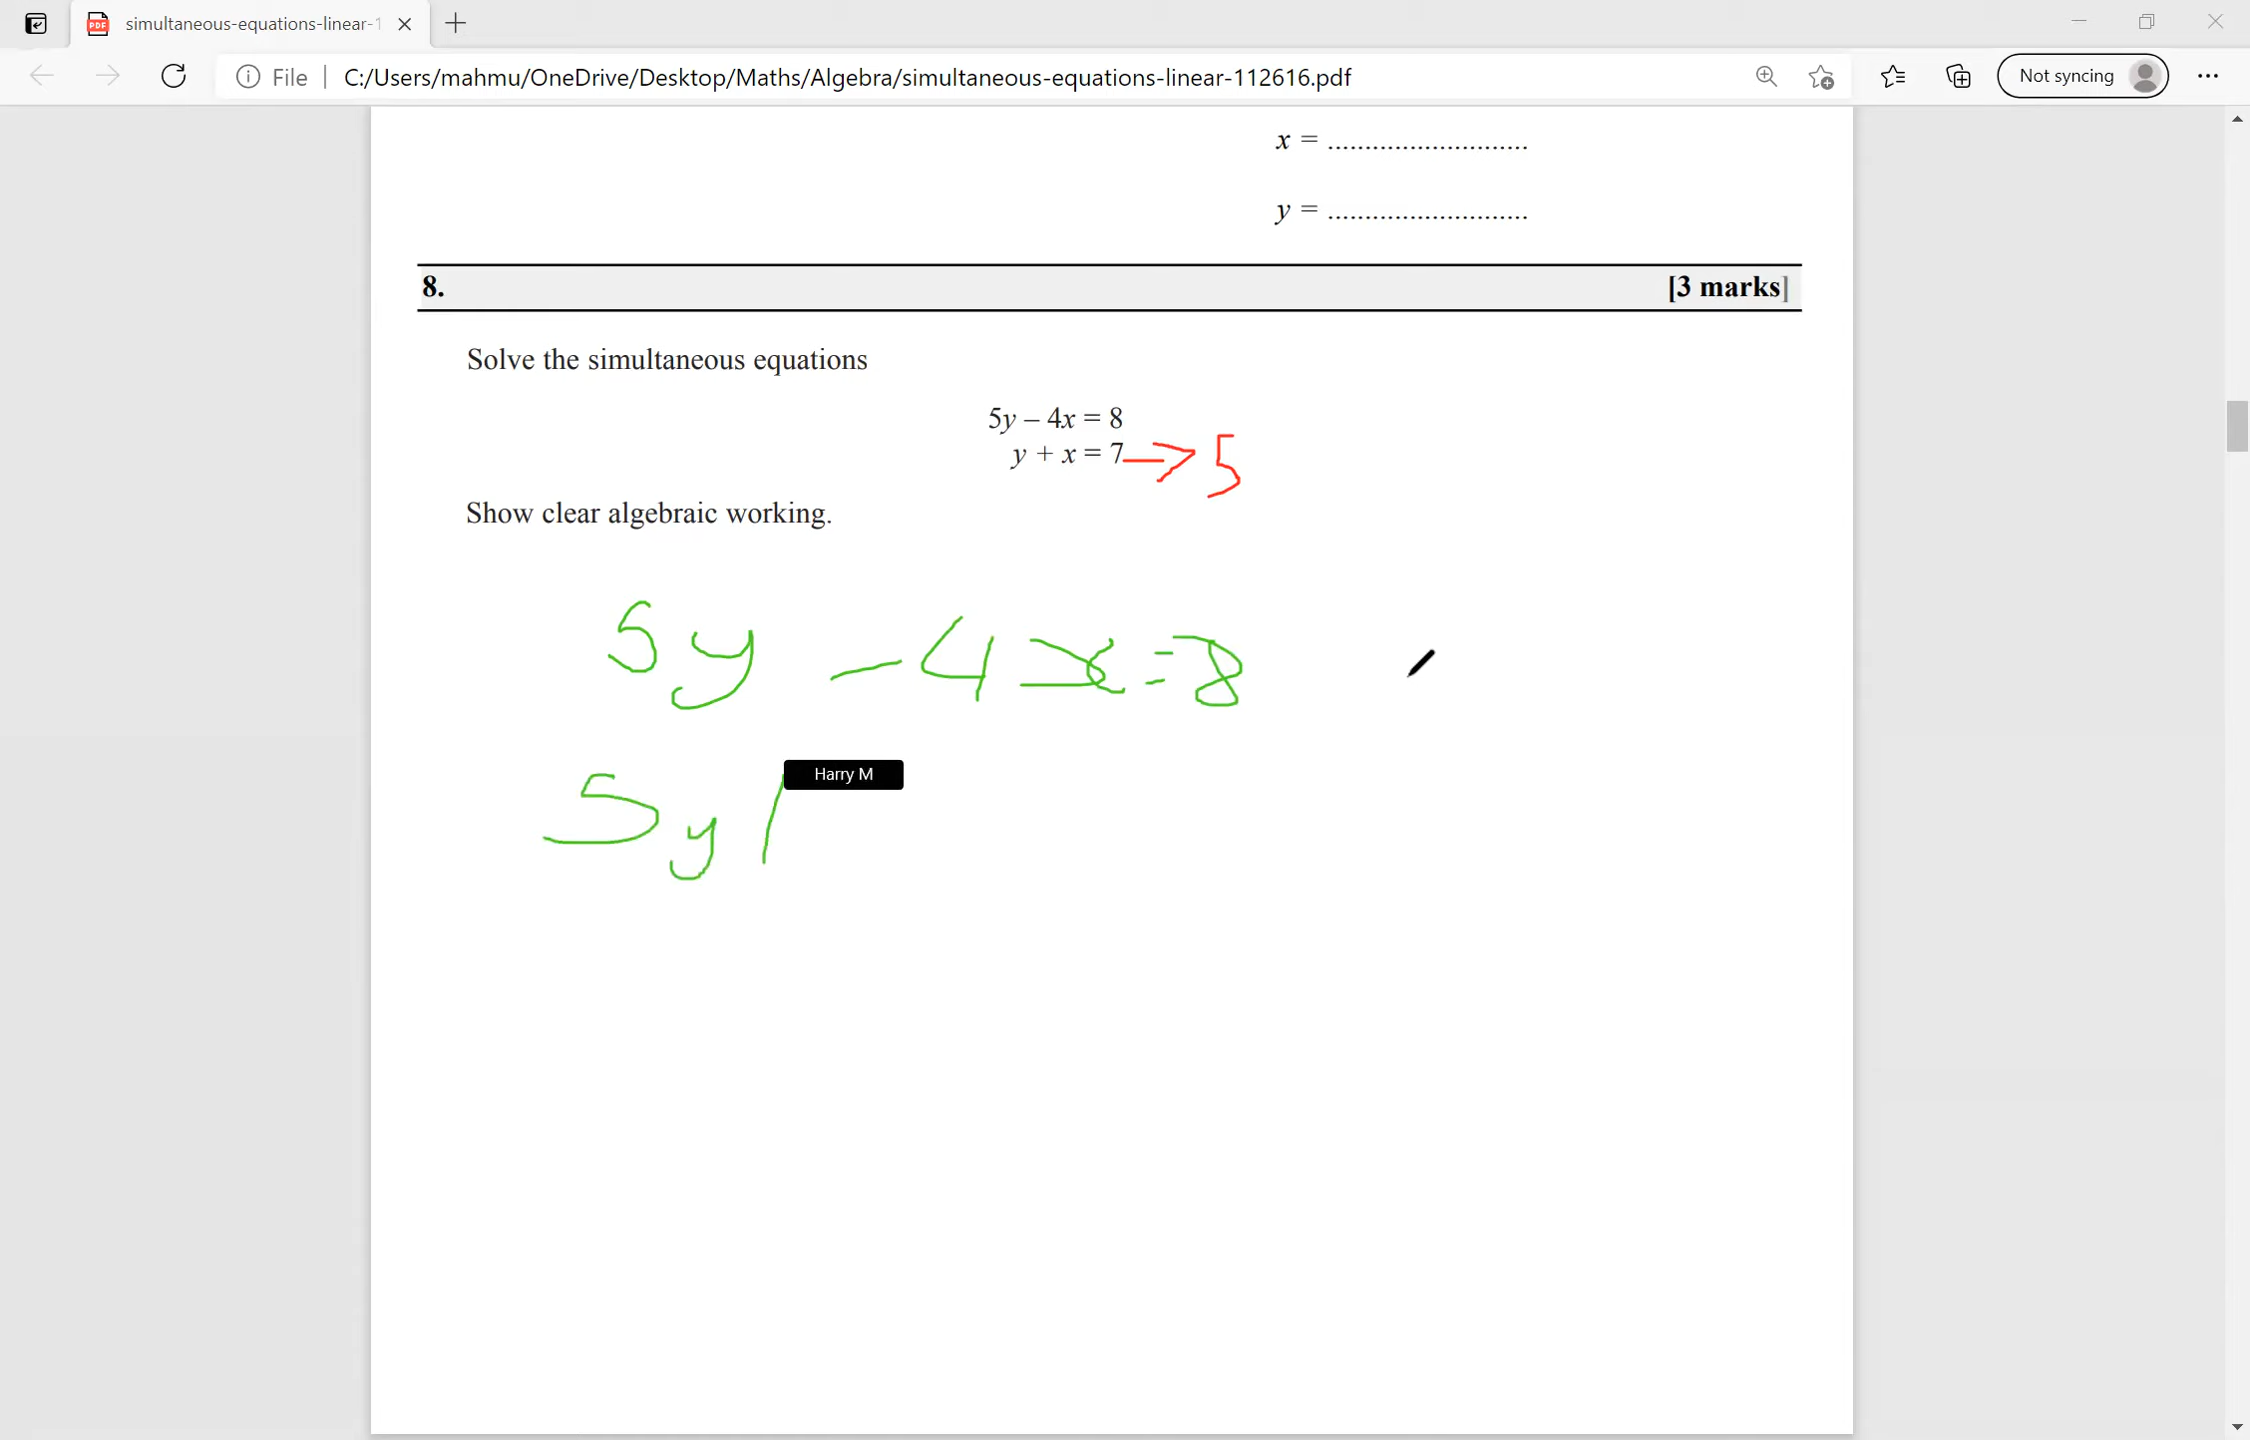 simultaneous-equations-linear-1
File | C:/Users/mahmu/OneDrive/Desktop/Maths/Algebra/simultaneous-equations-linear-112616.pdf
Not syncing
x = ...........................
y = ...........................
8. [3 marks]
Solve the simultaneous equations
5y – 4x = 8
y + x = 7 → 5
Show clear algebraic working.
5y - 4x = 8
5y
Harry M